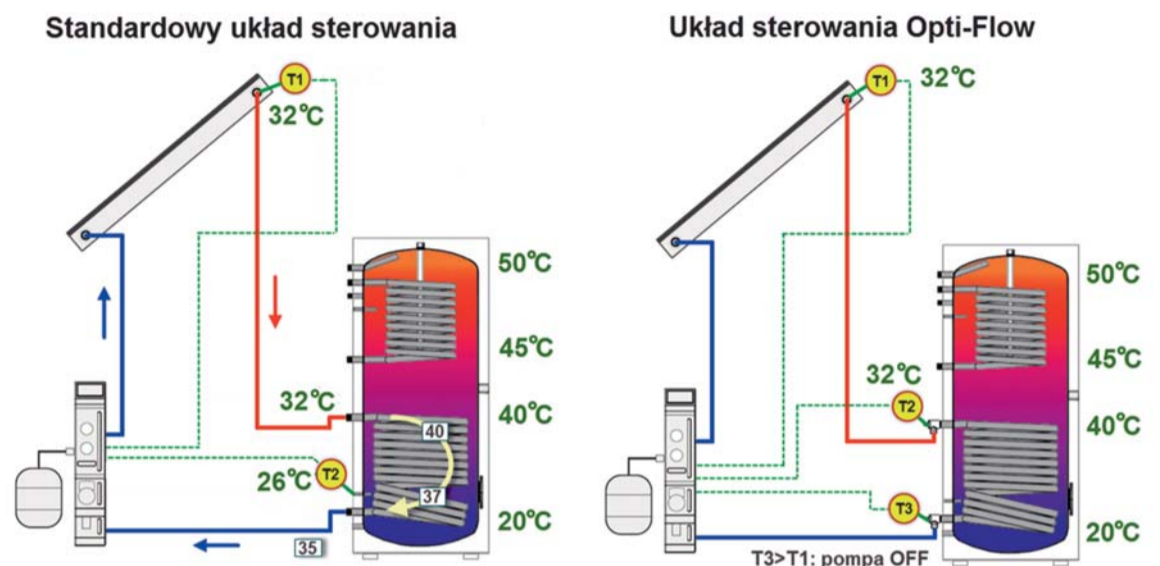 Standardowy układ sterowania
T1
32°C
50°C
45°C
32°C
40°C
40
26°C
T2
37
20°C
35
Układ sterowania Opti-Flow
T1
32°C
50°C
45°C
32°C
T2
40°C
T3
20°C
T3>T1: pompa OFF